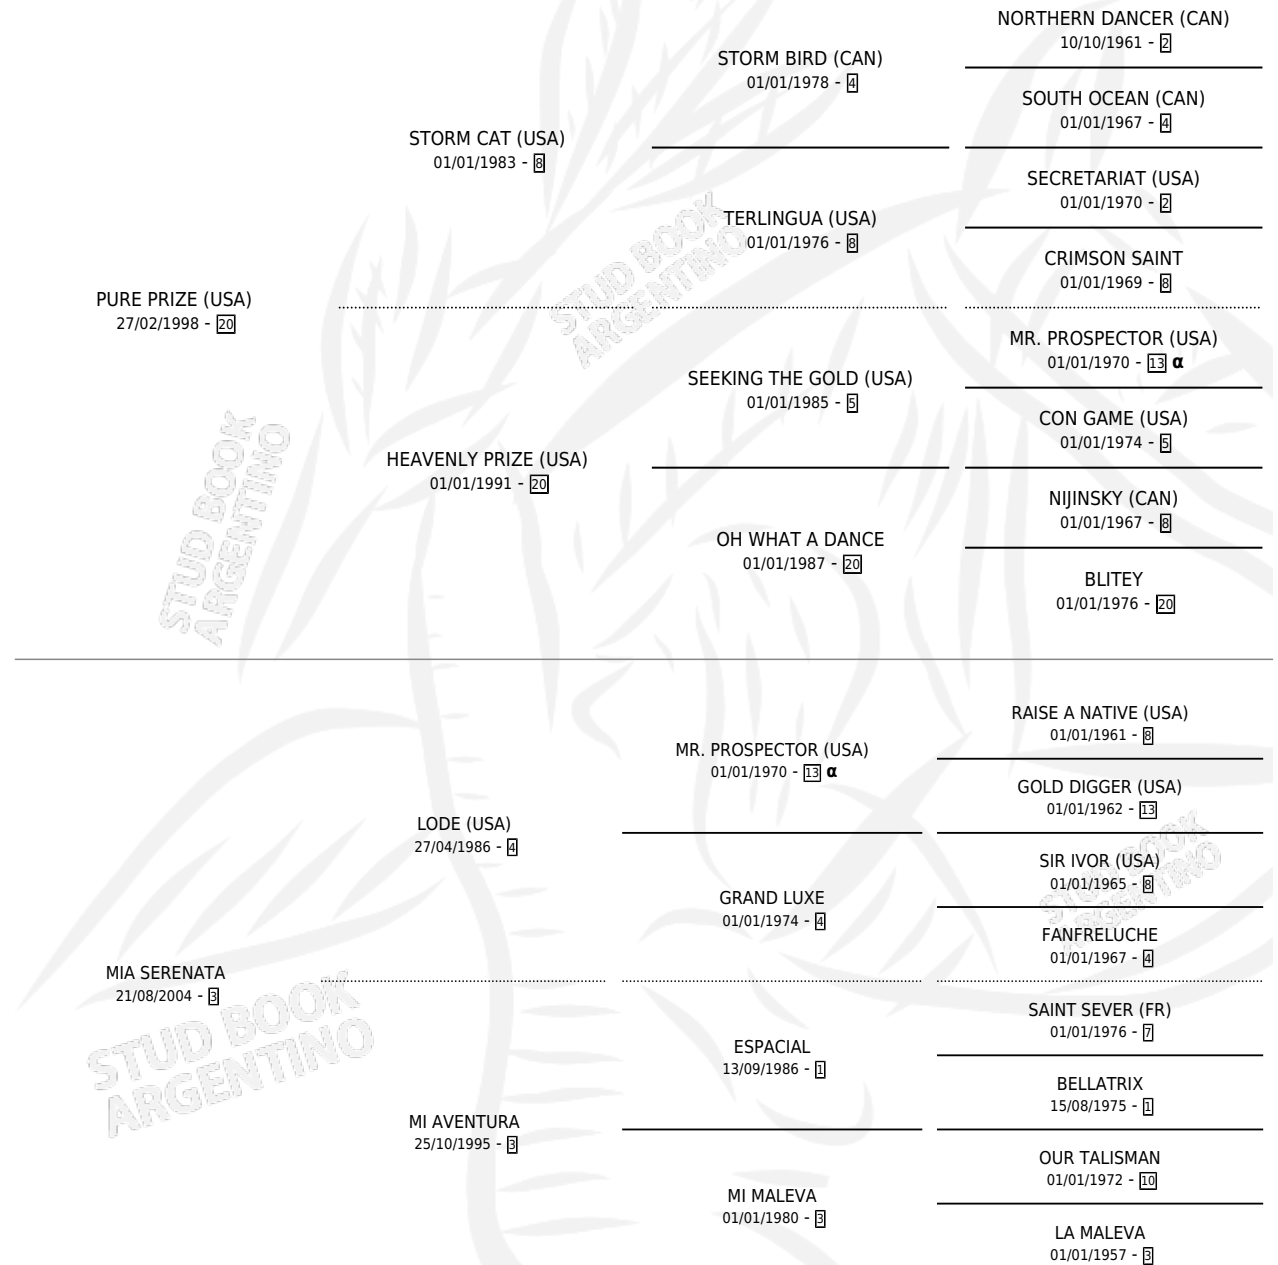 NORTHERN DANCER (CAN)
10/10/1961 - 2
STORM BIRD (CAN)
01/01/1978 - 4
SOUTH OCEAN (CAN)
01/01/1967 - 4
STORM CAT (USA)
01/01/1983 - 8
SECRETARIAT (USA)
01/01/1970 - 2
TERLINGUA (USA)
01/01/1976 - 8
CRIMSON SAINT
01/01/1969 - 8
STUD BOOK
ARGENTINO
PURE PRIZE (USA)
27/02/1998 - 20
MR. PROSPECTOR (USA)
01/01/1970 - 13 α
SEEKING THE GOLD (USA)
01/01/1985 - 5
CON GAME (USA)
01/01/1974 - 5
HEAVENLY PRIZE (USA)
01/01/1991 - 20
NIJINSKY (CAN)
01/01/1967 - 8
OH WHAT A DANCE
01/01/1987 - 20
BLITEY
01/01/1976 - 20
STUD BOOK
ARGENTINO
RAISE A NATIVE (USA)
01/01/1961 - 8
MR. PROSPECTOR (USA)
01/01/1970 - 13 α
GOLD DIGGER (USA)
01/01/1962 - 13
LODE (USA)
27/04/1986 - 4
SIR IVOR (USA)
01/01/1965 - 8
GRAND LUXE
01/01/1974 - 4
FANFRELUCHE
01/01/1967 - 4
STUD BOOK
ARGENTINO
MIA SERENATA
21/08/2004 - 3
SAINT SEVER (FR)
01/01/1976 - 7
ESPACIAL
13/09/1986 - 1
BELLATRIX
15/08/1975 - 1
MI AVENTURA
25/10/1995 - 3
OUR TALISMAN
01/01/1972 - 10
MI MALEVA
01/01/1980 - 3
LA MALEVA
01/01/1957 - 3
STUD BOOK
ARGENTINO